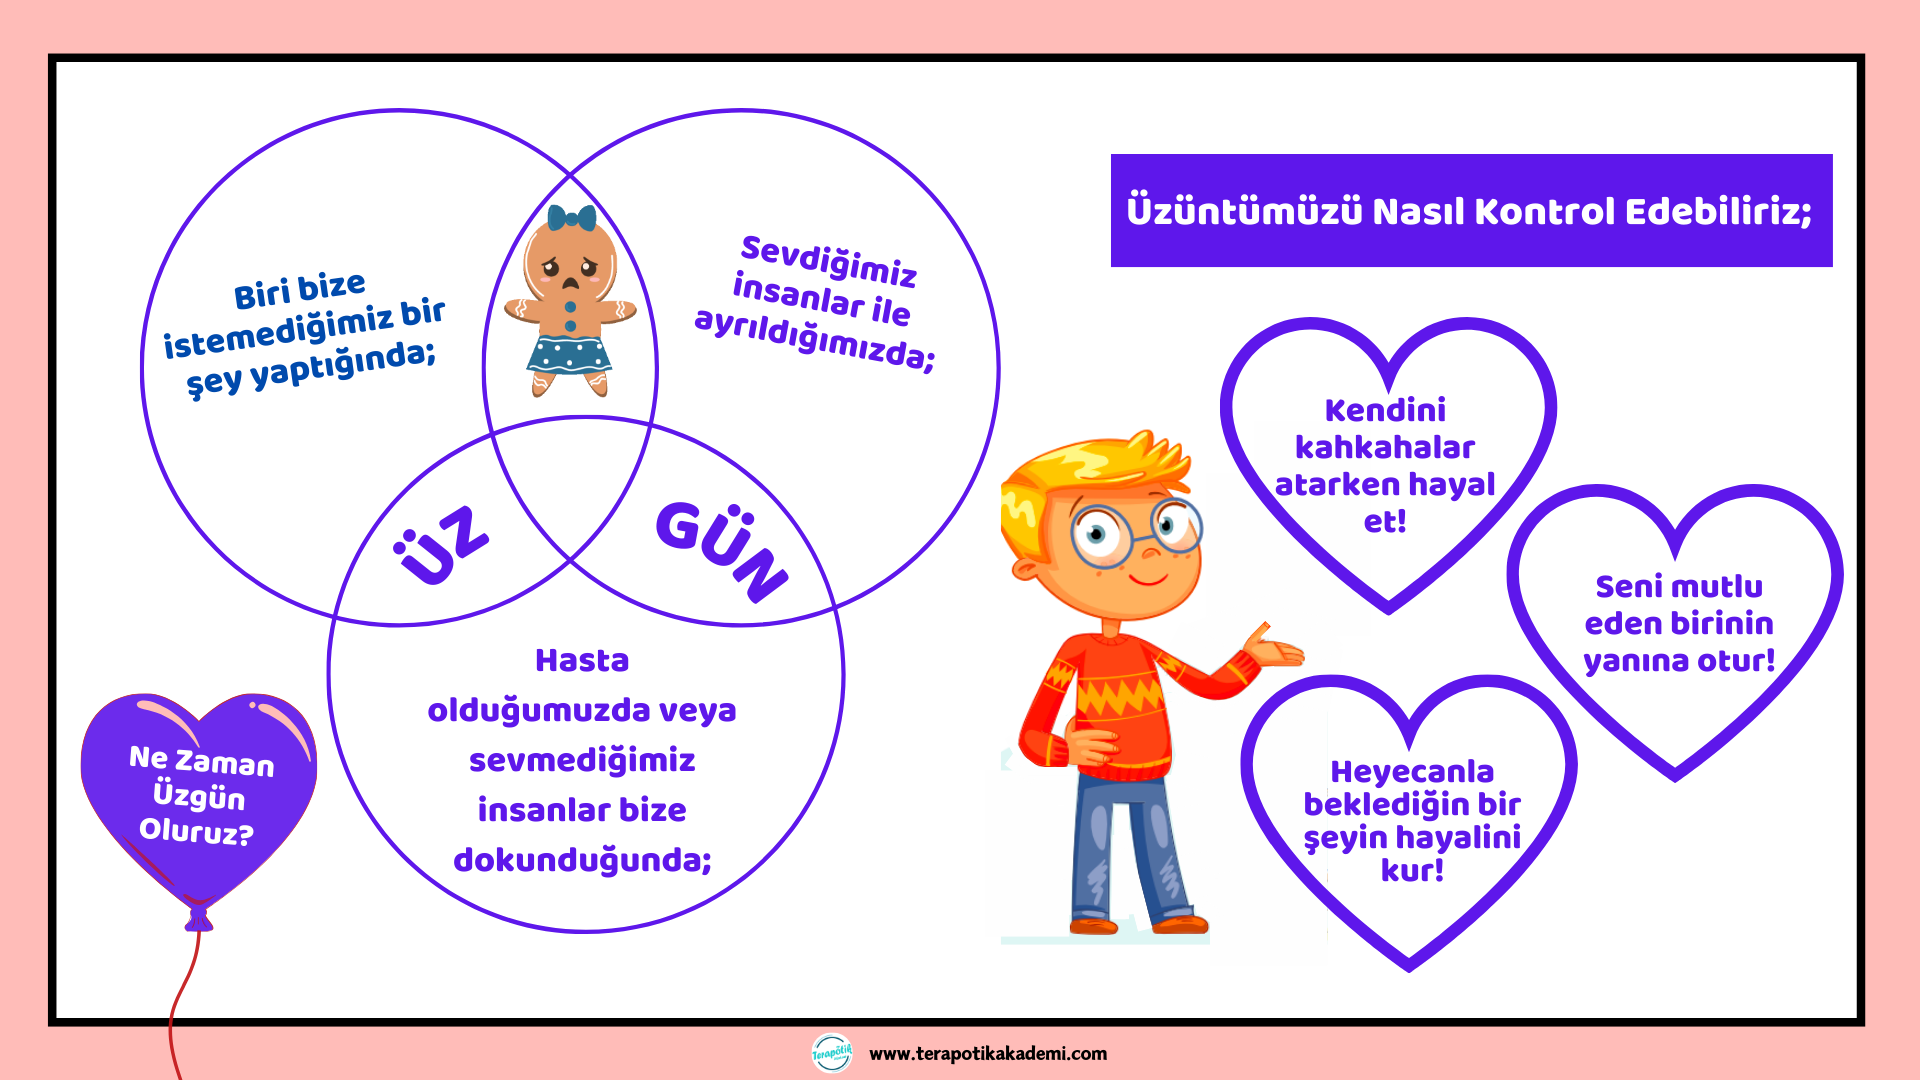 Biri bize
istemediğimiz bir
şey yaptığında;
Sevdiğimiz
insanlar ile
ayrıldığımızda;
ÜZ
GÜN
Hasta
olduğumuzda veya
sevmediğimiz
insanlar bize
dokunduğunda;
Ne Zaman
Üzgün
Oluruz?
Üzüntümüzü Nasıl Kontrol Edebiliriz;
Kendini
kahkahalar
atarken hayal
et!
Seni mutlu
eden birinin
yanına otur!
Heyecanla
beklediğin bir
şeyin hayalini
kur!
Terapötik
www.terapotikakademi.com